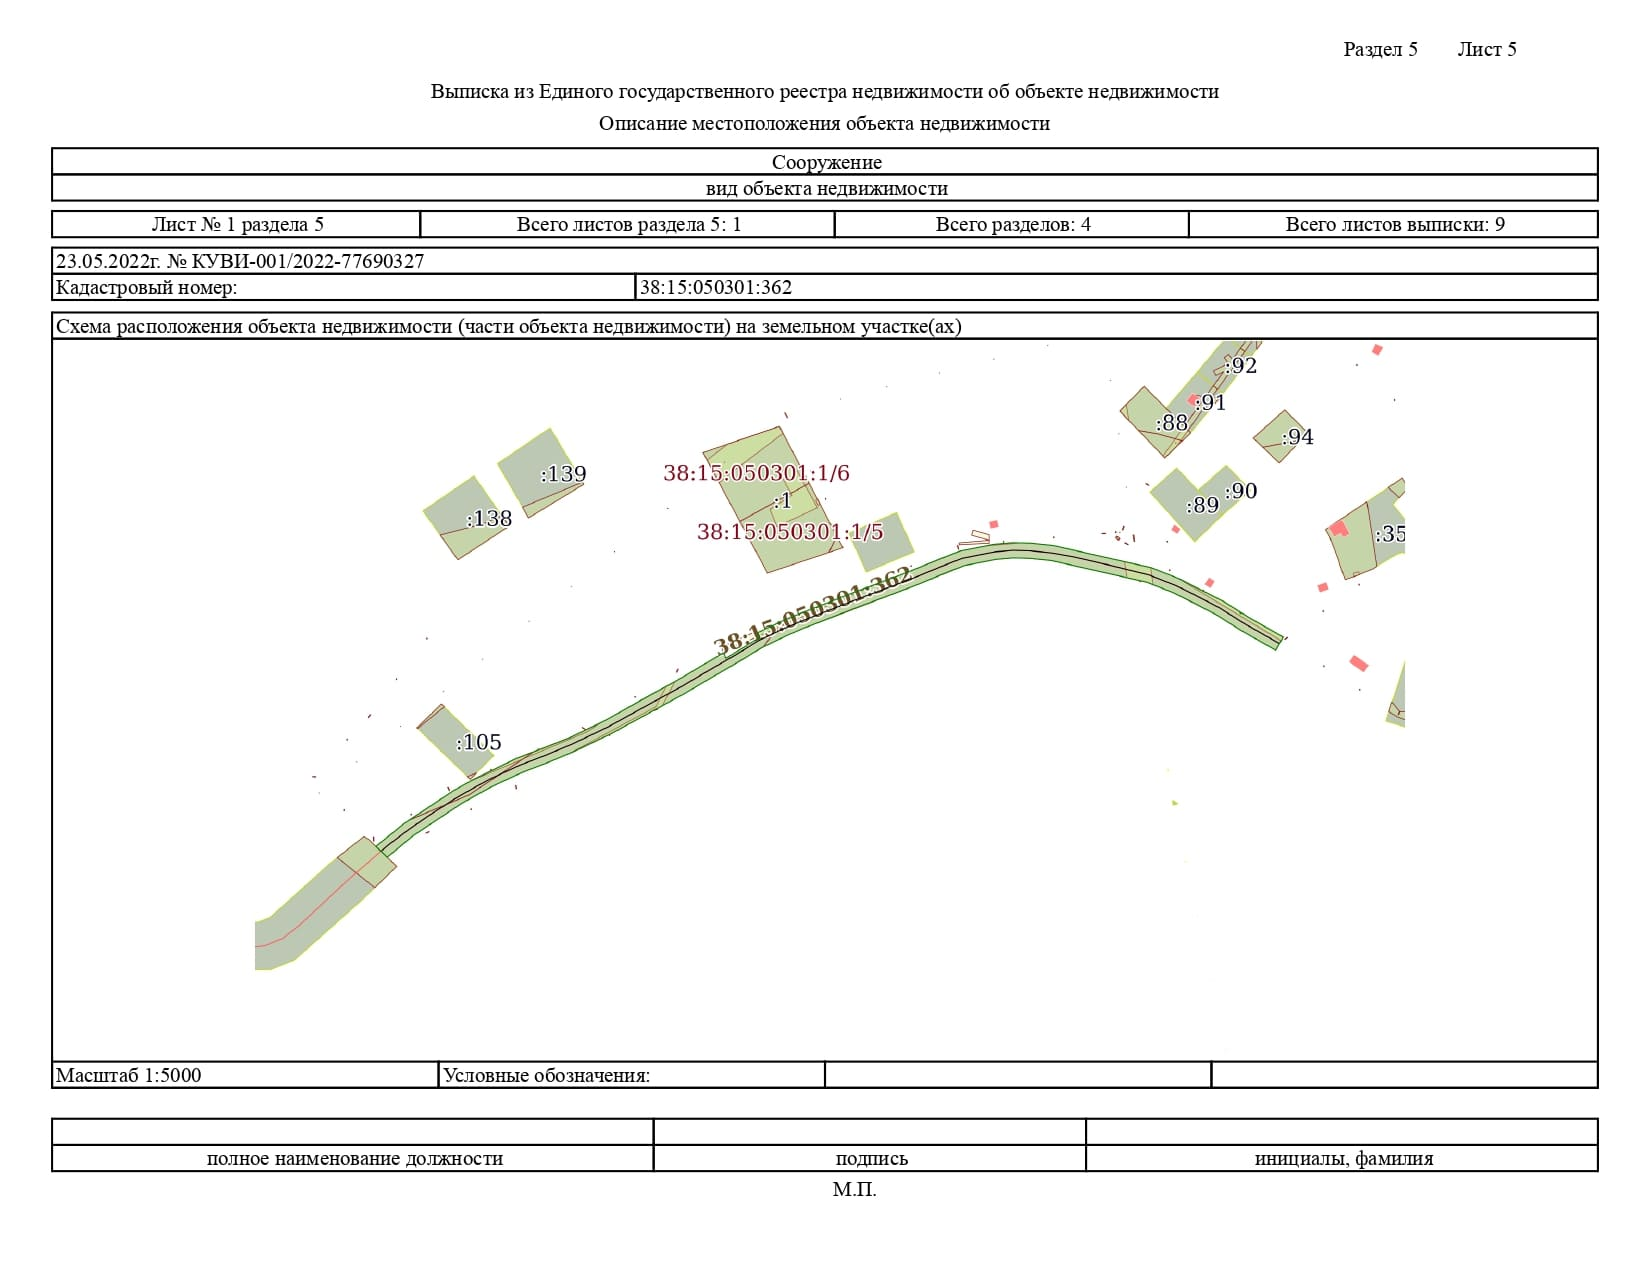 Раздел 5 Лист 5
Выписка из Единого государственного реестра недвижимости об объекте недвижимости
Описание местоположения объекта недвижимости
Сооружение
вид объекта недвижимости
Лист № 1 раздела 5 Всего листов раздела 5: 1 Всего разделов: 4 Всего листов выписки: 9
23.05.2022г. № КУВИ-001/2022-77690327
Кадастровый номер: 38:15:050301:362
Схема расположения объекта недвижимости (части объекта недвижимости) на земельном участке(ах)
:92
:91
:88
:94
:139
38:15:050301:1/6
:90
:1
:89
:138
38:15:050301:1/5
:35
38:15:050301:362
:105
Масштаб 1:5000 Условные обозначения:
полное наименование должности подпись инициалы, фамилия
М.П.